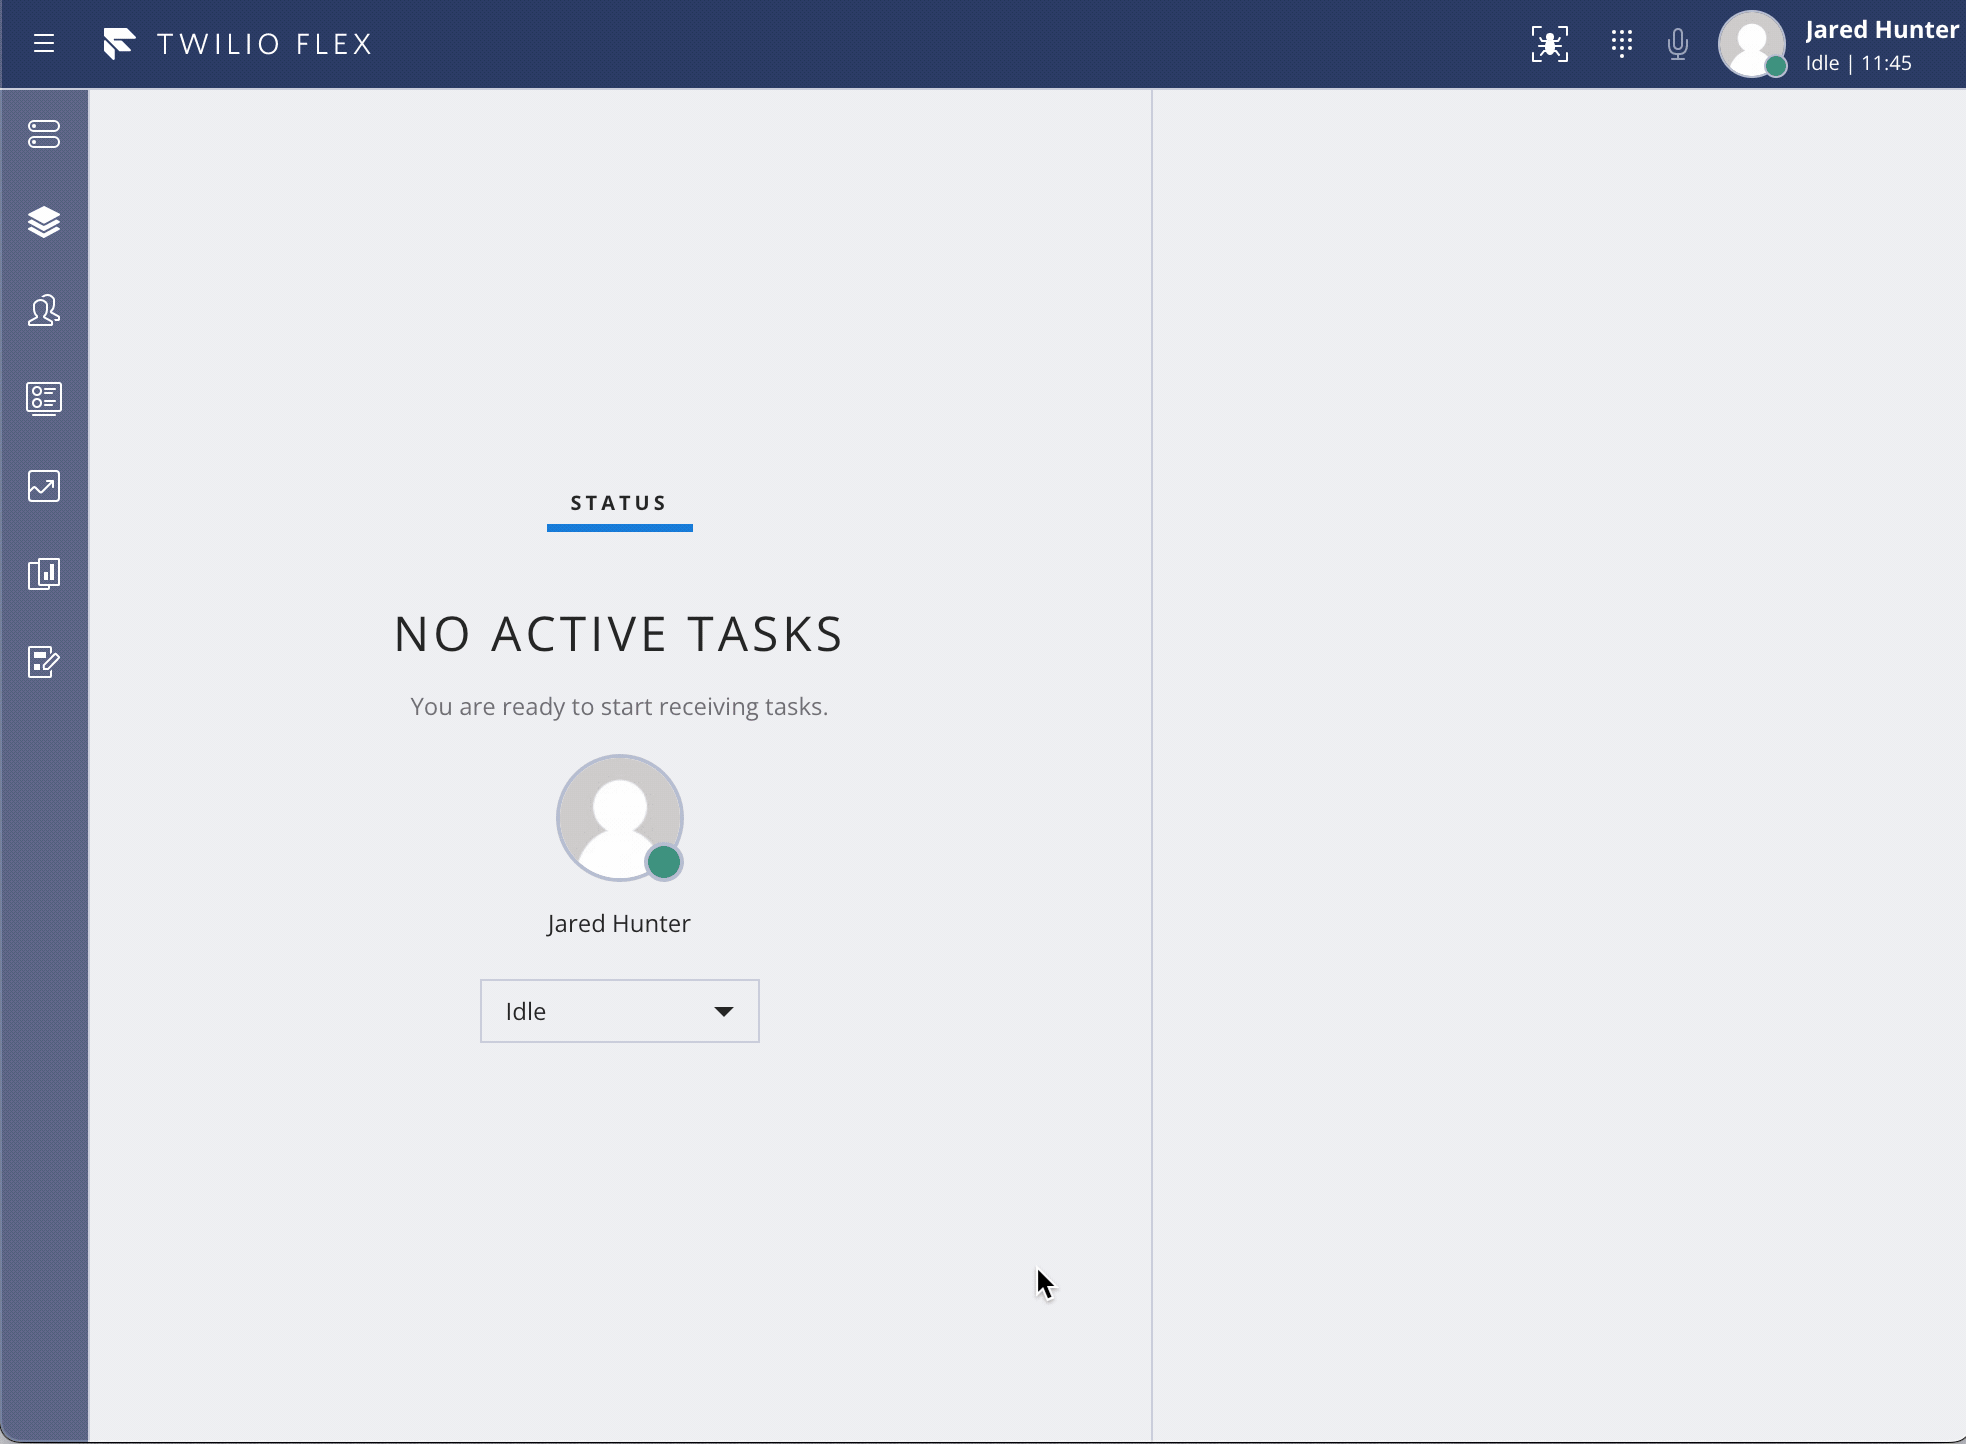 TWILIO FLEX
Jared Hunter
Idle | 11:45
STATUS
NO ACTIVE TASKS
You are ready to start receiving tasks.
Jared Hunter
Idle